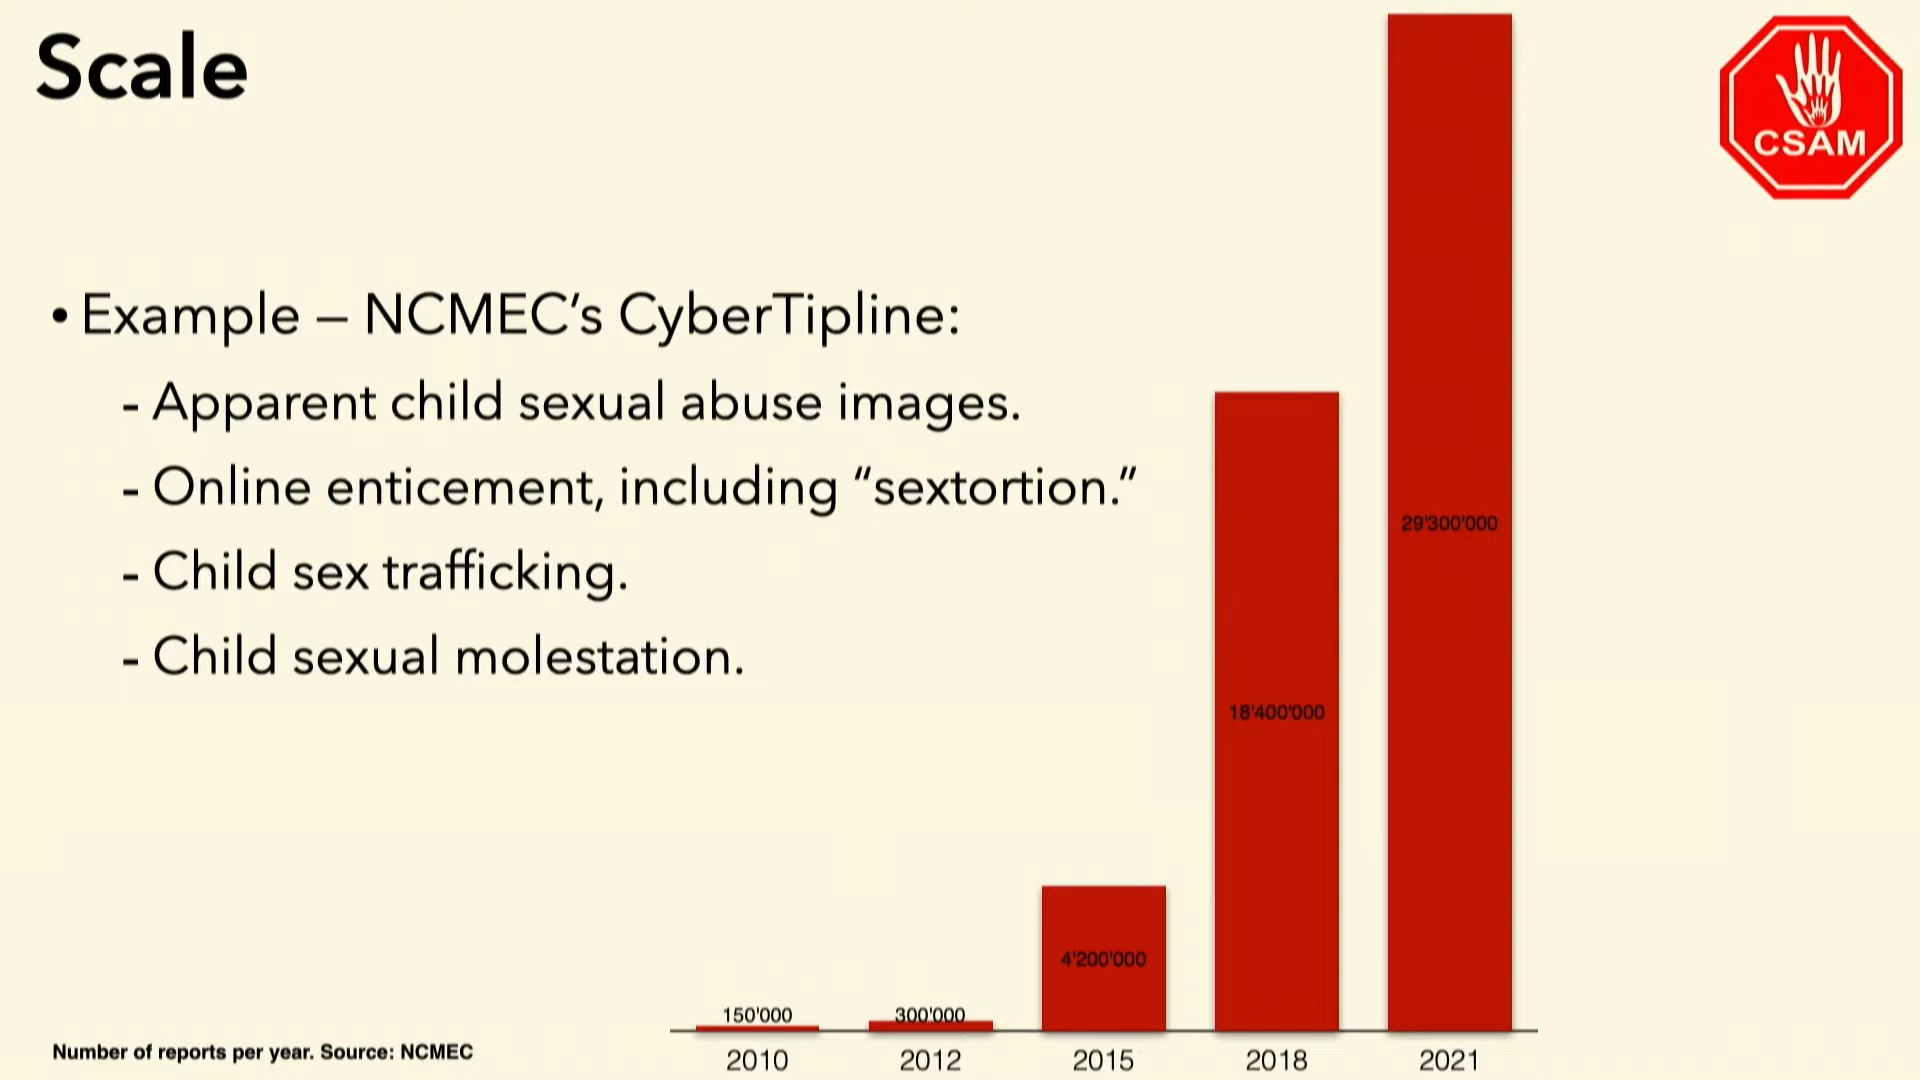 Scale
CSAM
• Example – NCMEC’s CyberTipline:
- Apparent child sexual abuse images.
- Online enticement, including “sextortion.”
- Child sex trafficking.
- Child sexual molestation.
150'000
300'000
4'200'000
18'400'000
29'300'000
2010
2012
2015
2018
2021
Number of reports per year. Source: NCMEC